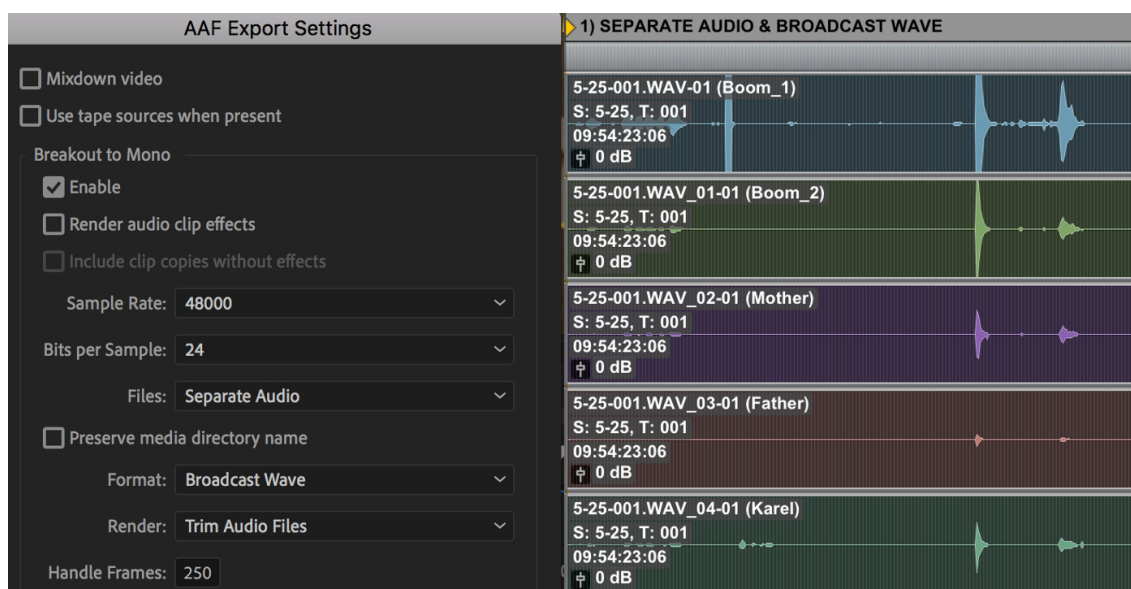 AAF Export Settings
Mixdown video
Use tape sources when present
Breakout to Mono
Enable
Render audio clip effects
Include clip copies without effects
Sample Rate: 48000
Bits per Sample: 24
Files: Separate Audio
Preserve media directory name
Format: Broadcast Wave
Render: Trim Audio Files
Handle Frames: 250
1) SEPARATE AUDIO & BROADCAST WAVE
5-25-001.WAV-01 (Boom_1)
S: 5-25, T: 001
09:54:23:06
0 dB
5-25-001.WAV_01-01 (Boom_2)
S: 5-25, T: 001
09:54:23:06
0 dB
5-25-001.WAV_02-01 (Mother)
S: 5-25, T: 001
09:54:23:06
0 dB
5-25-001.WAV_03-01 (Father)
S: 5-25, T: 001
09:54:23:06
0 dB
5-25-001.WAV_04-01 (Karel)
S: 5-25, T: 001
09:54:23:06
0 dB